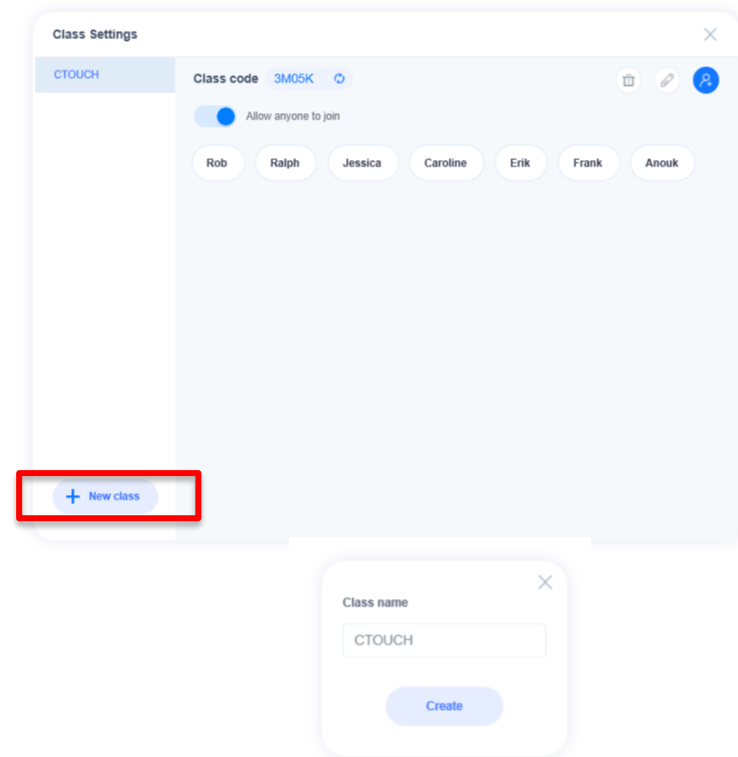 Class Settings
CTOUCH
Class code 3M05K
Allow anyone to join
Rob Ralph Jessica Caroline Erik Frank Anouk
New class
Class name
CTOUCH
Create